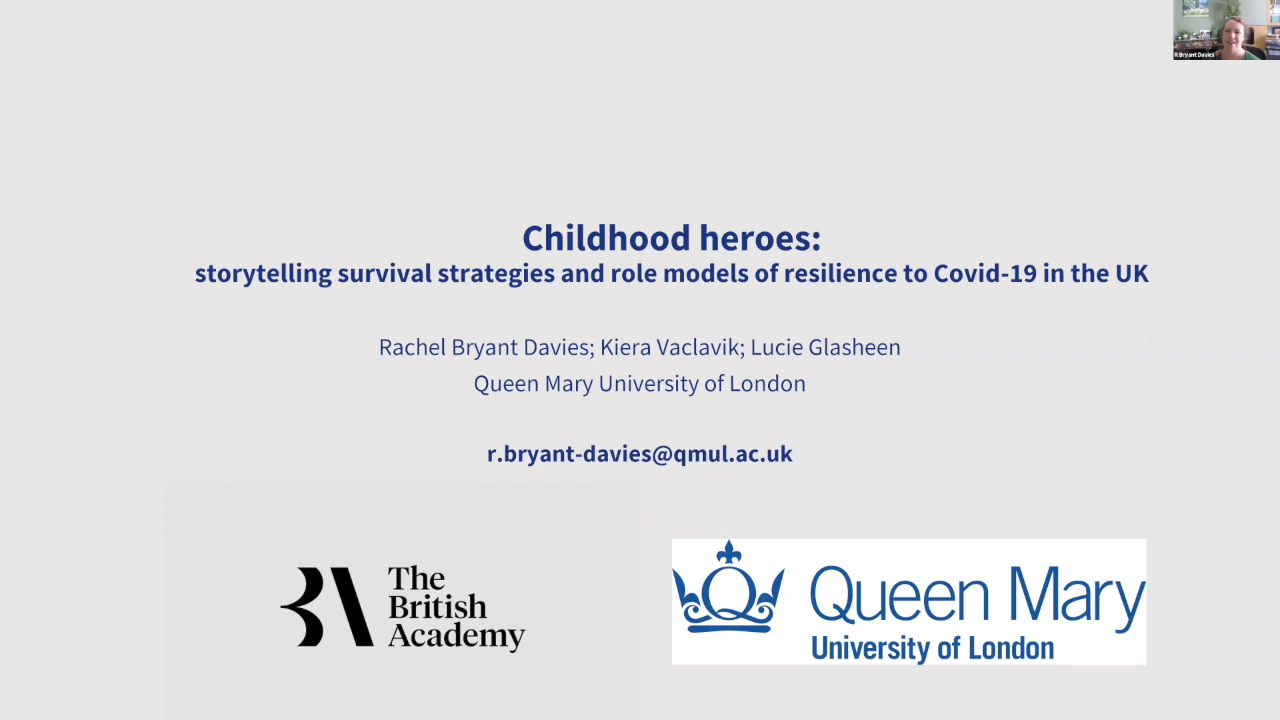 R Bryant Davies
Childhood heroes:
storytelling survival strategies and role models of resilience to Covid-19 in the UK
Rachel Bryant Davies; Kiera Vaclavik; Lucie Glasheen
Queen Mary University of London
r.bryant-davies@qmul.ac.uk
The
British
Academy
Queen Mary
University of London